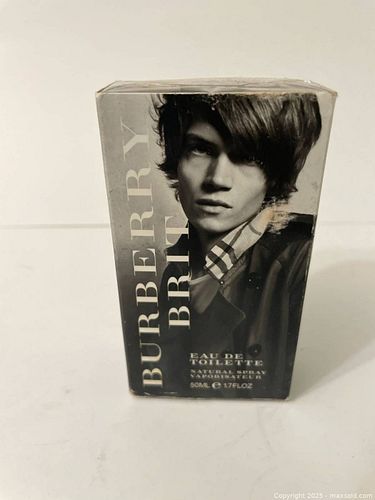 BURBERRY
BRIT
EAU DE
TOILETTE
NATURAL SPRAY
VAPORISATEUR
50ML e 1.7FLOZ
Copyright 2025 - maxsold.com